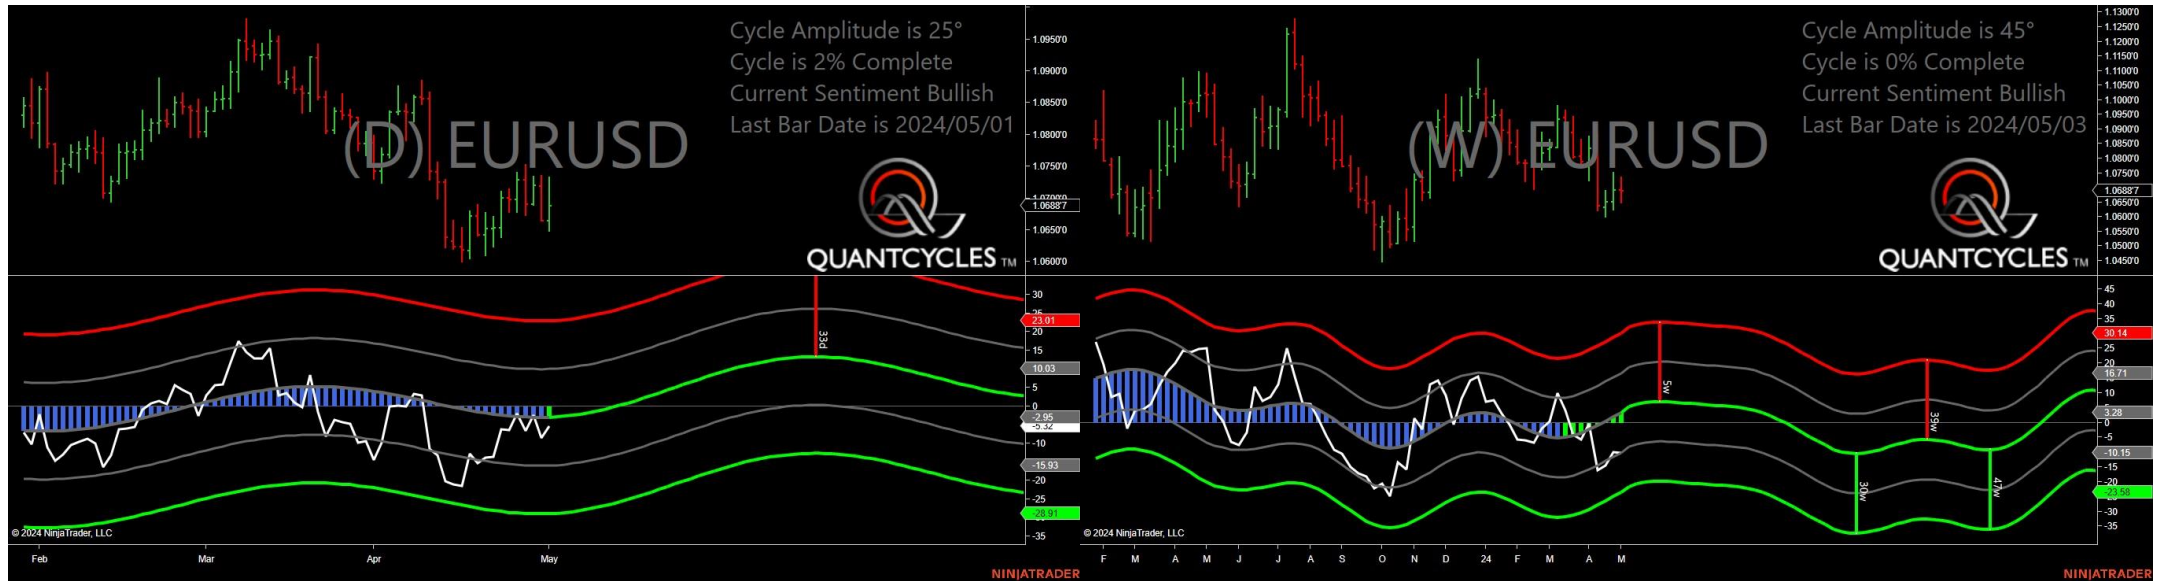 Cycle Amplitude is 25°
Cycle is 2% Complete
Current Sentiment Bullish
Last Bar Date is 2024/05/01
(D) EURUSD
QUANTCYCLES TM
1.0950'0
1.0900'0
1.0850'0
1.0800'0
1.0750'0
1.0688'7
1.0650'0
1.0600'0
30
23.01
20
15
10.03
5
0
-2.95
-5.32
-10
-15.93
-20
-25
-28.91
-35
33d
© 2024 NinjaTrader, LLC
Feb Mar Apr May
NINJATRADER
Cycle Amplitude is 45°
Cycle is 0% Complete
Current Sentiment Bullish
Last Bar Date is 2024/05/03
(W) EURUSD
QUANTCYCLES TM
1.1300'0
1.1250'0
1.1200'0
1.1150'0
1.1100'0
1.1050'0
1.1000'0
1.0950'0
1.0900'0
1.0850'0
1.0800'0
1.0750'0
1.0688'7
1.0650'0
1.0600'0
1.0550'0
1.0500'0
1.0450'0
45
40
35
30.14
25
20
16.71
10
3.28
0
-5
-10.15
-15
-20
-23.58
-30
-35
5w
39w
30w
47w
© 2024 NinjaTrader, LLC
F M A M J J A S O N D 24 F M A M
NINJATRADER